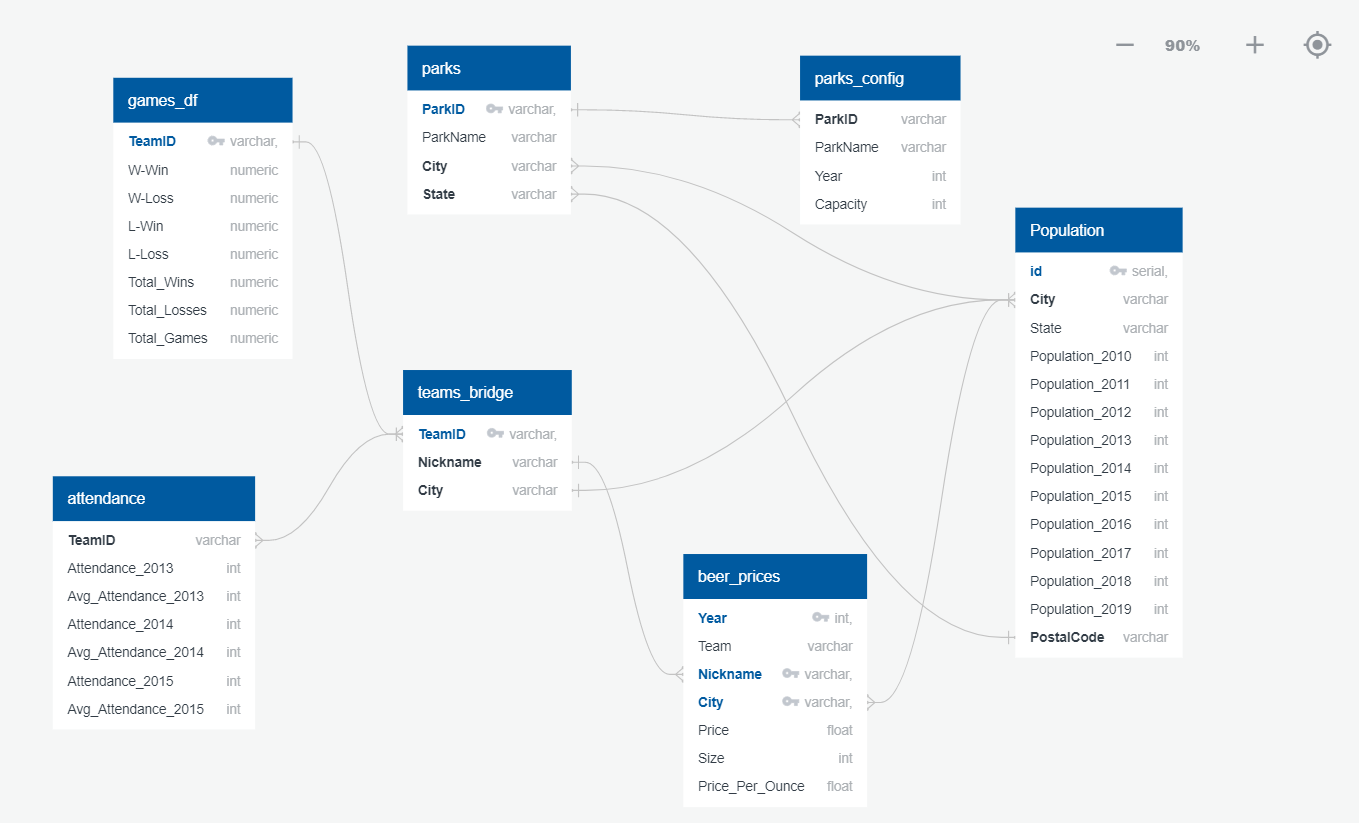 90%
games_df
TeamID varchar,
W-Win numeric
W-Loss numeric
L-Win numeric
L-Loss numeric
Total_Wins numeric
Total_Losses numeric
Total_Games numeric
parks
ParkID varchar,
ParkName varchar
City varchar
State varchar
parks_config
ParkID varchar
ParkName varchar
Year int
Capacity int
Population
id serial,
City varchar
State varchar
Population_2010 int
Population_2011 int
Population_2012 int
Population_2013 int
Population_2014 int
Population_2015 int
Population_2016 int
Population_2017 int
Population_2018 int
Population_2019 int
PostalCode varchar
teams_bridge
TeamID varchar,
Nickname varchar
City varchar
attendance
TeamID varchar
Attendance_2013 int
Avg_Attendance_2013 int
Attendance_2014 int
Avg_Attendance_2014 int
Attendance_2015 int
Avg_Attendance_2015 int
beer_prices
Year int,
Team varchar
Nickname varchar,
City varchar,
Price float
Size int
Price_Per_Ounce float